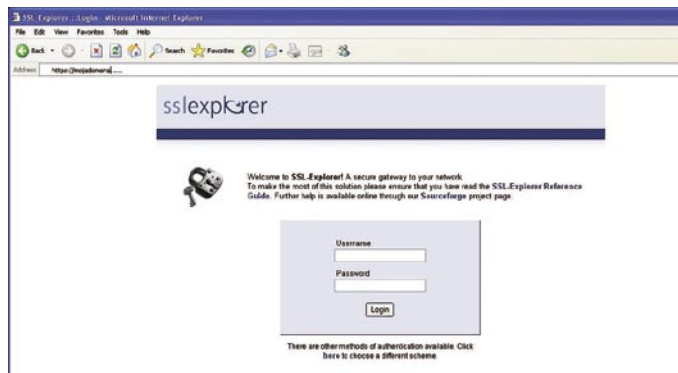 SSL-Explorer : Login - Microsoft Internet Explorer
File Edit View Favorites Tools Help
Back Search Favorites
Address
sslexplorer
Welcome to SSL-Explorer! A secure gateway to your network
To make the most of this solution please ensure that you have read the SSL-Explorer Reference
Guide. Further help is available online through our Sourceforge project page.
Username
Password
Login
There are other methods of authentication available. Click
here to choose a different scheme.